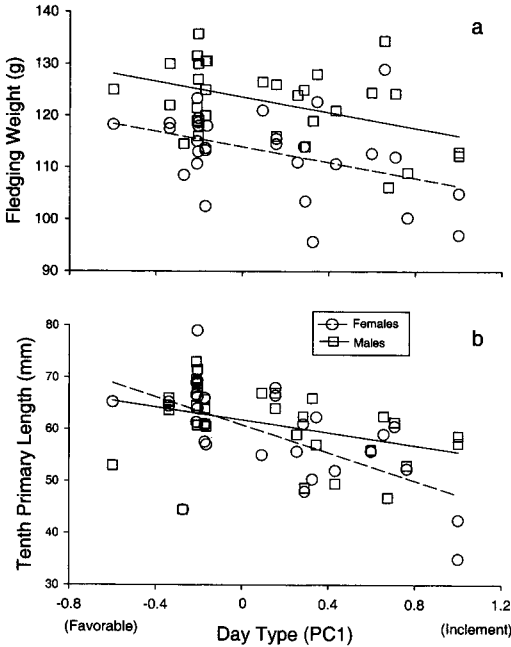 140
a
130
120
110
100
90
Fledging Weight (g)
b
80
70
60
50
40
30
Tenth Primary Length (mm)
Females
Males
-0.8 -0.4 0 0.4 0.8 1.2
(Favorable) Day Type (PC1) (Inclement)